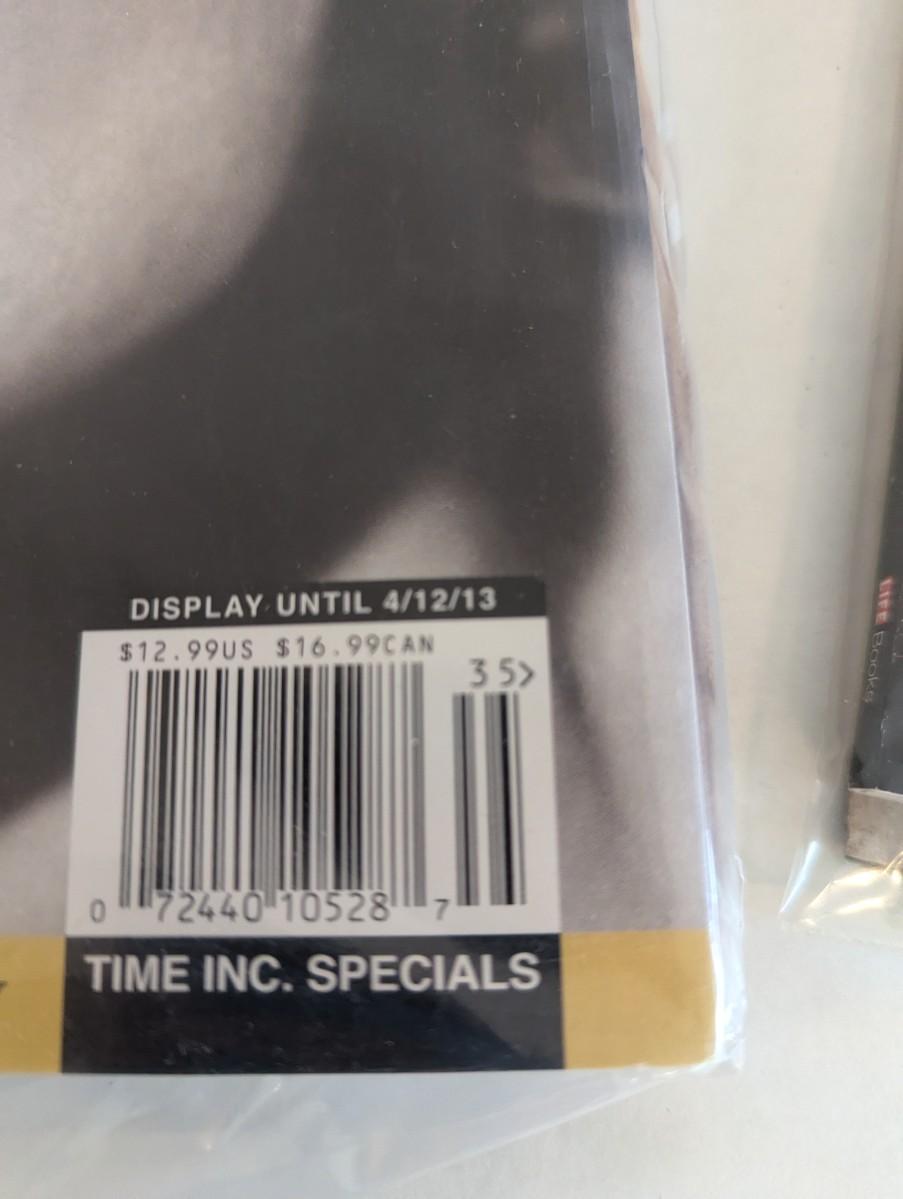 DISPLAY UNTIL 4/12/13
$12.99US $16.99CAN
35>
0 72440 10528 7
TIME INC. SPECIALS
LIFE Books